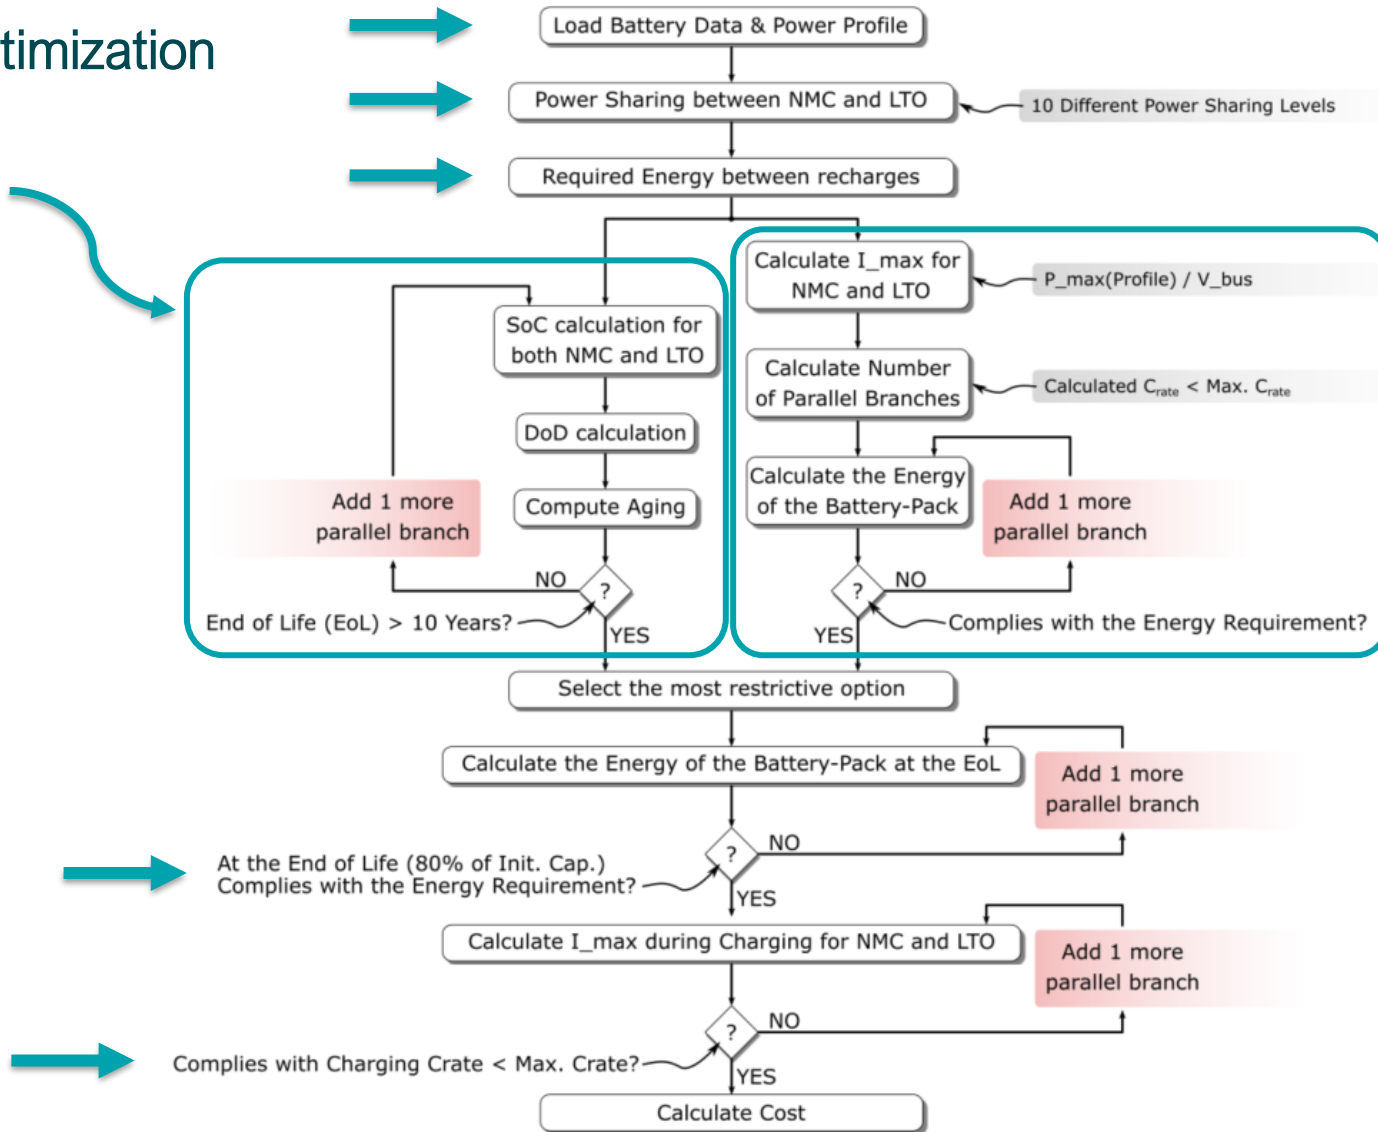 timization
Load Battery Data & Power Profile
Power Sharing between NMC and LTO
10 Different Power Sharing Levels
Required Energy between recharges
SoC calculation for
both NMC and LTO
DoD calculation
Compute Aging
Add 1 more
parallel branch
NO
?
End of Life (EoL) > 10 Years?
YES
Calculate I_max for
NMC and LTO
P_max(Profile) / V_bus
Calculate Number
of Parallel Branches
Calculated Crate < Max. Crate
Calculate the Energy
of the Battery-Pack
Add 1 more
parallel branch
NO
?
Complies with the Energy Requirement?
YES
Select the most restrictive option
Calculate the Energy of the Battery-Pack at the EoL
Add 1 more
parallel branch
NO
?
At the End of Life (80% of Init. Cap.)
Complies with the Energy Requirement?
YES
Calculate I_max during Charging for NMC and LTO
Add 1 more
parallel branch
NO
?
Complies with Charging Crate < Max. Crate?
YES
Calculate Cost